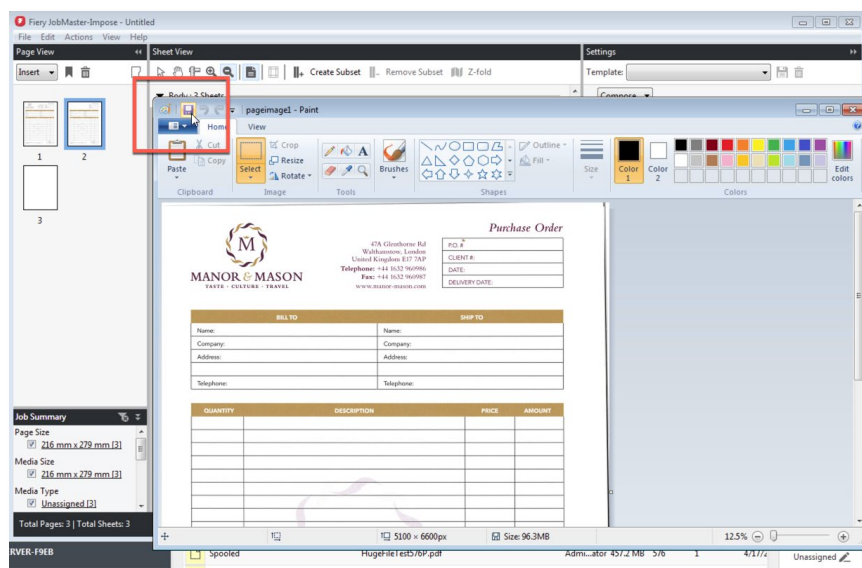 Fiery JobMaster-Impose - Untitled
File Edit Actions View Help
Page View
Sheet View
Settings
Insert
Create Subset
Remove Subset
Z-fold
Template:
Body: 3 Sheets
Compose
pageimage1 - Paint
Home View
Cut
Copy
Paste
Clipboard
Select
Crop
Resize
Rotate
Image
Tools
Brushes
Shapes
Outline
Fill
Size
Color 1
Color 2
Colors
Edit colors
1
2
3
M
MANOR & MASON
TASTE · CULTURE · TRAVEL
47A Glenthorne Rd
Walthamstow, London
United Kingdom E17 7AP
Telephone: +44 1632 960986
Fax: +44 1632 960987
www.manor-mason.com
Purchase Order
P.O. #
CLIENT #:
DATE:
DELIVERY DATE:
BILL TO
SHIP TO
Name:
Name:
Company:
Company:
Address:
Address:
Telephone:
Telephone:
QUANTITY
DESCRIPTION
PRICE
AMOUNT
Job Summary
Page Size
216 mm x 279 mm [3]
Media Size
216 mm x 279 mm [3]
Media Type
Unassigned [3]
Total Pages: 3 | Total Sheets: 3
5100 × 6600px
Size: 96.3MB
12.5%
RVER-F9EB
Spooled
HugeFileTest576P.pdf
Admi...ator
457.2 MB
576
1
4/17/2
Unassigned